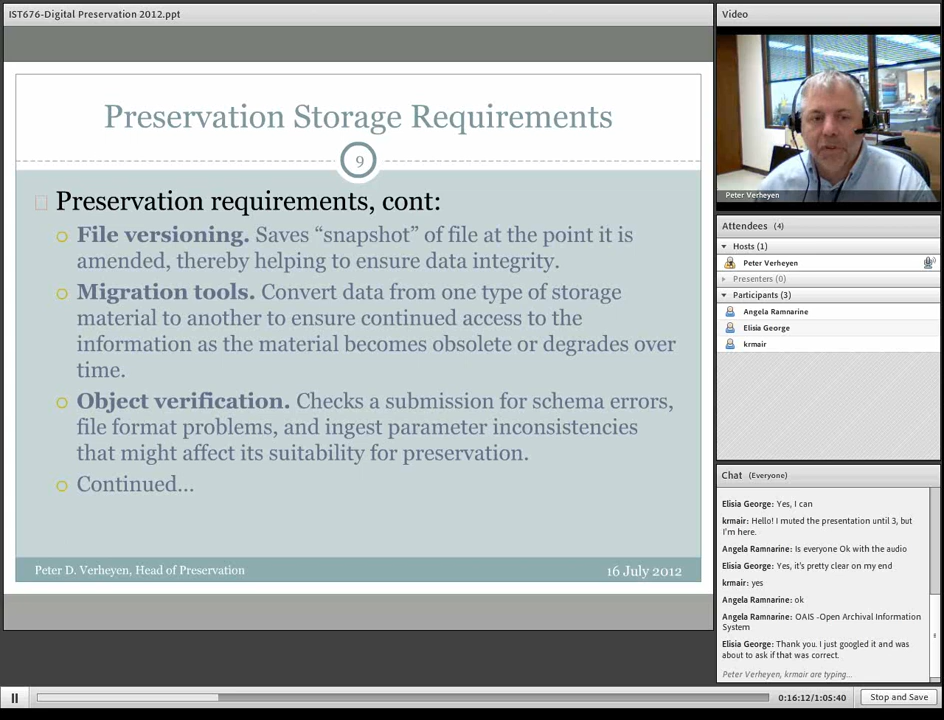 IST676-Digital Preservation 2012.ppt
Preservation Storage Requirements
9
Preservation requirements, cont:
File versioning. Saves “snapshot” of file at the point it is
amended, thereby helping to ensure data integrity.
Migration tools. Convert data from one type of storage
material to another to ensure continued access to the
information as the material becomes obsolete or degrades over
time.
Object verification. Checks a submission for schema errors,
file format problems, and ingest parameter inconsistencies
that might affect its suitability for preservation.
Continued…
Peter D. Verheyen, Head of Preservation
16 July 2012
Video
Peter Verheyen
Attendees (4)
Hosts (1)
Peter Verheyen
Presenters (0)
Participants (3)
Angela Ramnarine
Elisia George
krmair
Chat (Everyone)
Elisia George: Yes, I can
krmair: Hello! I muted the presentation until 3, but
I'm here.
Angela Ramnarine: Is everyone Ok with the audio
Elisia George: Yes, it's pretty clear on my end
krmair: yes
Angela Ramnarine: ok
Angela Ramnarine: OAIS -Open Archival Information
System
Elisia George: Thank you. I just googled it and was
about to ask if that was correct.
Peter Verheyen, krmair are typing...
0:16:12/1:05:40
Stop and Save